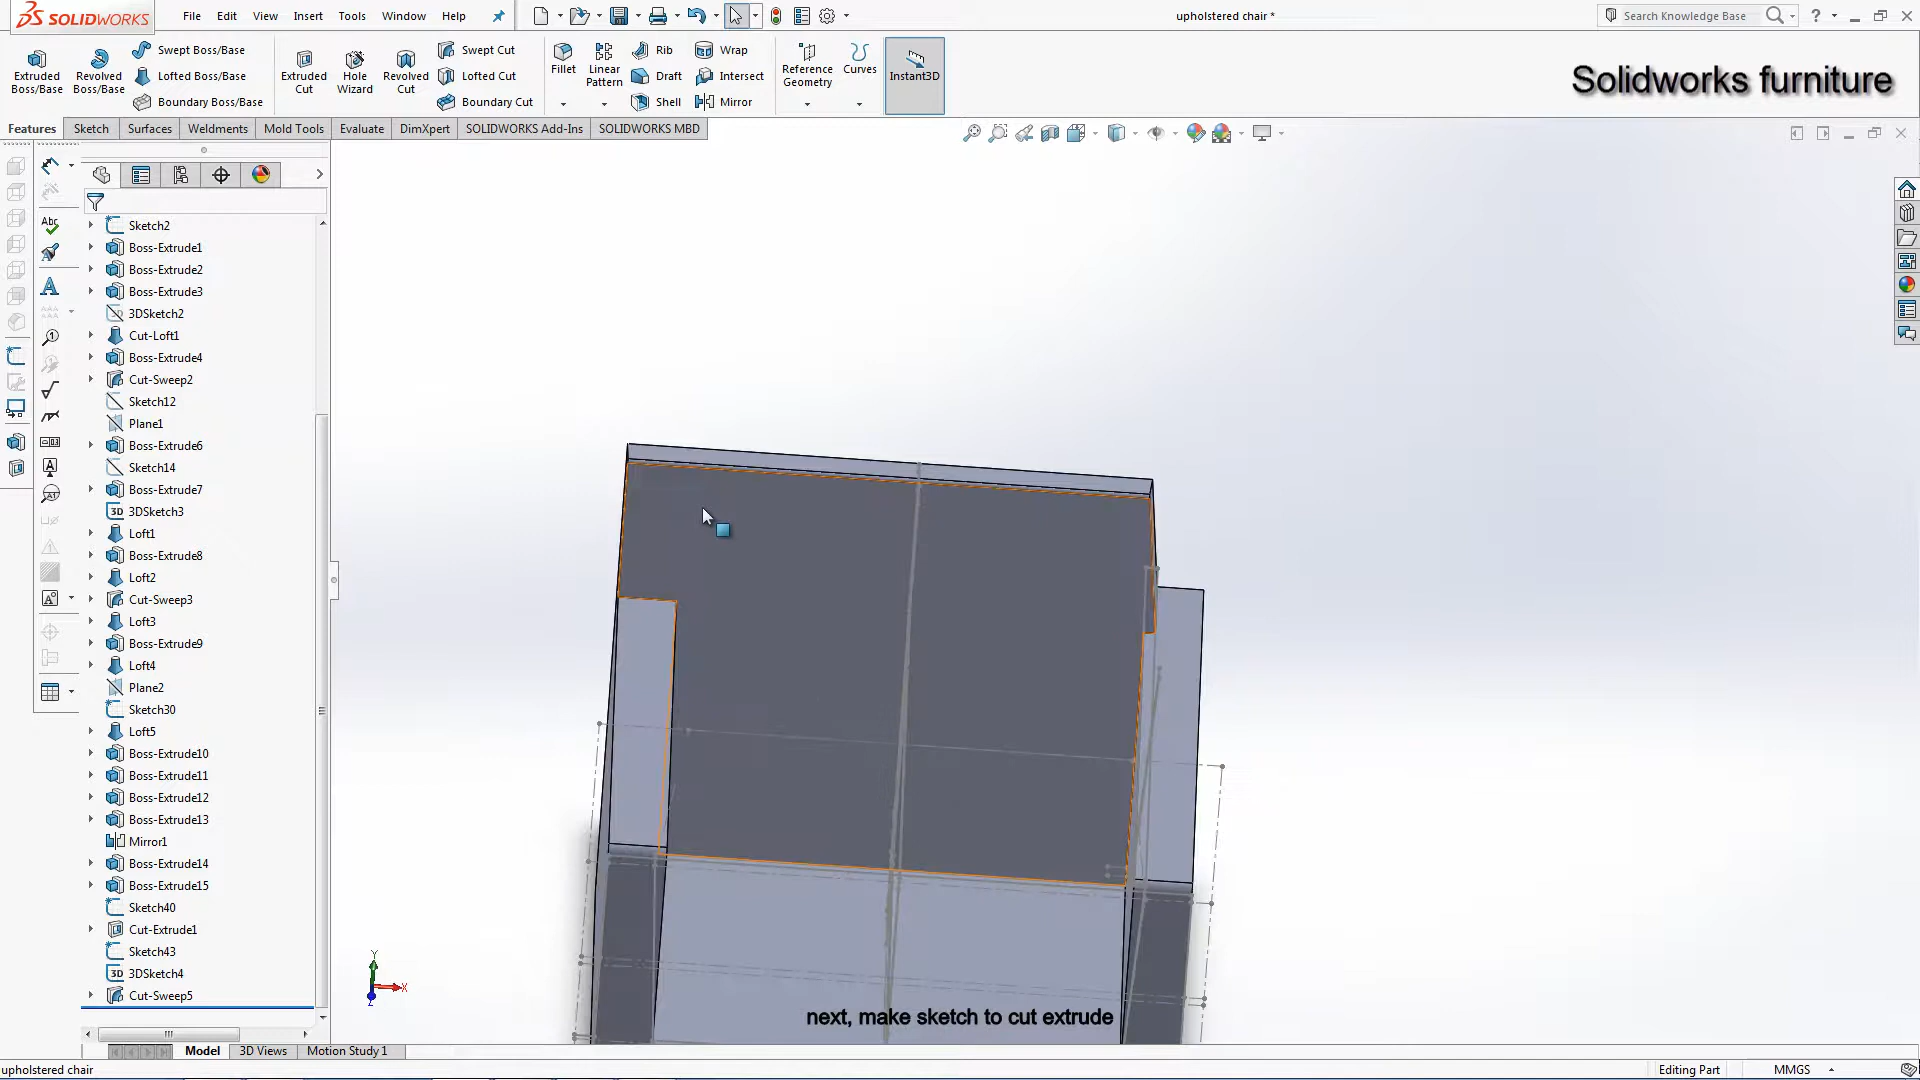 SOLIDWORKS
File Edit View Insert Tools Window Help
upholstered chair *
Search Knowledge Base
Extruded Boss/Base
Revolved Boss/Base
Swept Boss/Base
Lofted Boss/Base
Boundary Boss/Base
Extruded Cut
Hole Wizard
Revolved Cut
Swept Cut
Lofted Cut
Boundary Cut
Fillet
Linear Pattern
Rib
Draft
Shell
Wrap
Intersect
Mirror
Reference Geometry
Curves
Instant3D
Solidworks furniture
Features Sketch Surfaces Weldments Mold Tools Evaluate DimXpert SOLIDWORKS Add-Ins SOLIDWORKS MBD
Sketch2
Boss-Extrude1
Boss-Extrude2
Boss-Extrude3
3DSketch2
Cut-Loft1
Boss-Extrude4
Cut-Sweep2
Sketch12
Plane1
Boss-Extrude6
Sketch14
Boss-Extrude7
3D 3DSketch3
Loft1
Boss-Extrude8
Loft2
Cut-Sweep3
Loft3
Boss-Extrude9
Loft4
Plane2
Sketch30
Loft5
Boss-Extrude10
Boss-Extrude11
Boss-Extrude12
Boss-Extrude13
Mirror1
Boss-Extrude14
Boss-Extrude15
Sketch40
Cut-Extrude1
Sketch43
3D 3DSketch4
Cut-Sweep5
Y
X
Z
next, make sketch to cut extrude
Model 3D Views Motion Study 1
upholstered chair
Editing Part MMGS